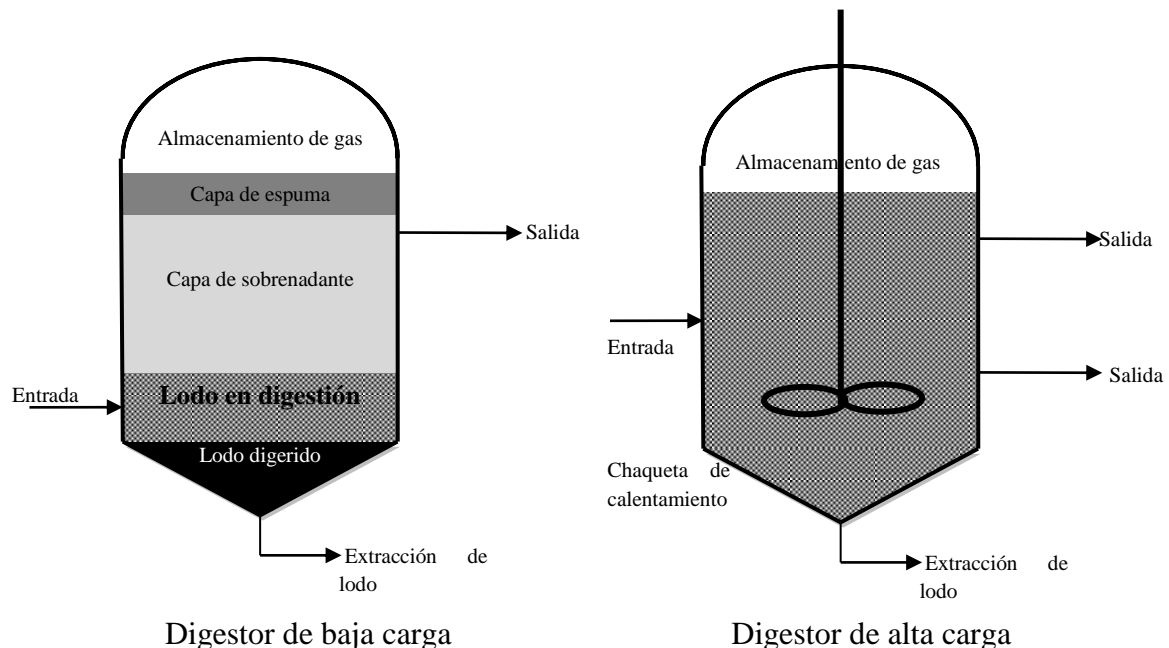 Almacenamiento de gas
Capa de espuma
Salida
Capa de sobrenadante
Entrada
Lodo en digestión
Lodo digerido
Extracción de
lodo
Digestor de baja carga
Almacenamiento de gas
Salida
Entrada
Salida
Chaqueta de
calentamiento
Extracción de
lodo
Digestor de alta carga